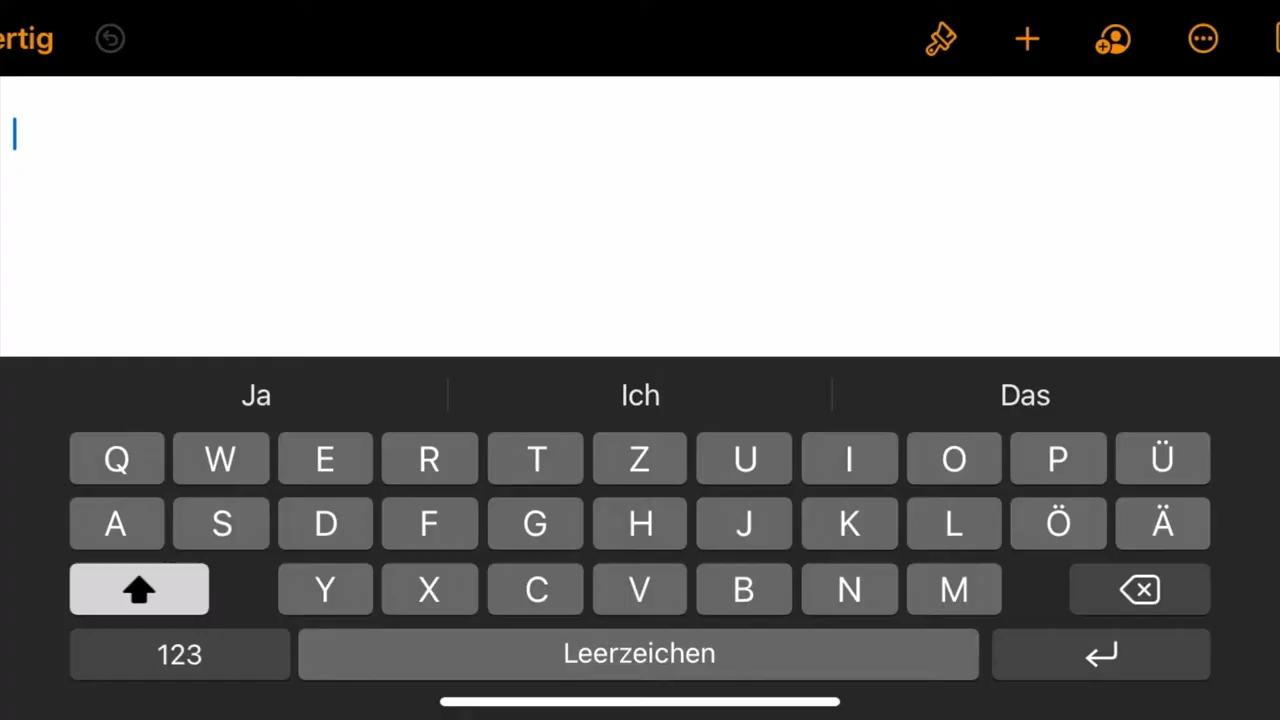 ertig
Ja Ich Das
Q W E R T Z U I O P Ü
A S D F G H J K L Ö Ä
Y X C V B N M
123 Leerzeichen